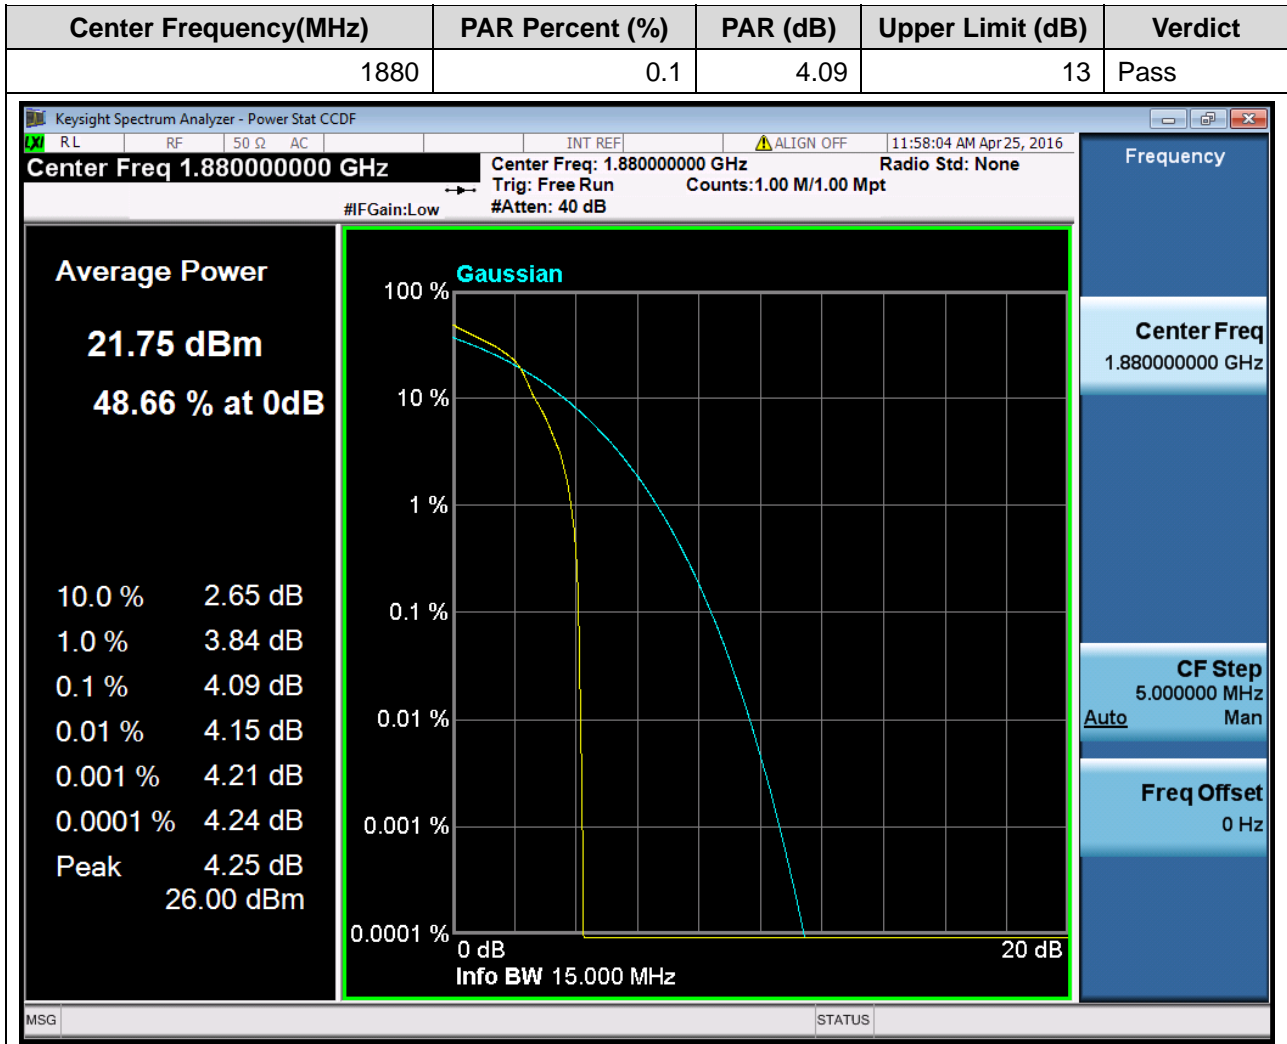 Center Frequency(MHz) PAR Percent (%) PAR (dB) Upper Limit (dB) Verdict
1880 0.1 4.09 13 Pass
Keysight Spectrum Analyzer - Power Stat CCDF
LXI RL RF 50 Ω AC INT REF ALIGN OFF 11:58:04 AM Apr 25, 2016
Center Freq 1.880000000 GHz
Center Freq: 1.880000000 GHz Radio Std: None
Trig: Free Run Counts:1.00 M/1.00 Mpt
#IFGain:Low #Atten: 40 dB
Average Power
21.75 dBm
48.66 % at 0dB
10.0 % 2.65 dB
1.0 % 3.84 dB
0.1 % 4.09 dB
0.01 % 4.15 dB
0.001 % 4.21 dB
0.0001 % 4.24 dB
Peak 4.25 dB
26.00 dBm
Gaussian
100 %
10 %
1 %
0.1 %
0.01 %
0.001 %
0.0001 %
0 dB 20 dB
Info BW 15.000 MHz
Frequency
Center Freq
1.880000000 GHz
CF Step
5.000000 MHz
Auto Man
Freq Offset
0 Hz
MSG STATUS